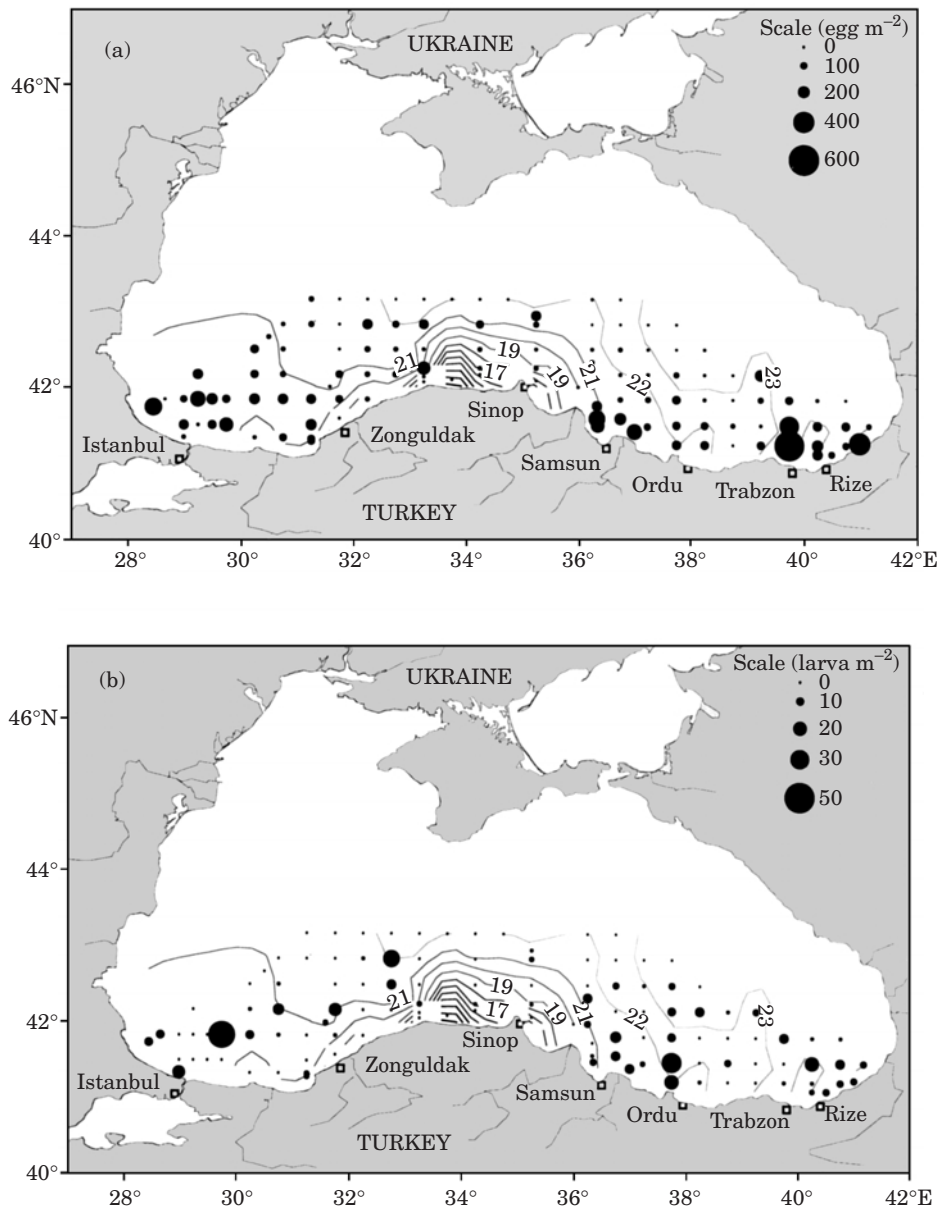 (a)
UKRAINE
Scale (egg m⁻²)
0
100
200
400
600
46°N
44°
42°
40°
21
19
17
19
21
22
23
Sinop
Istanbul
Zonguldak
Samsun
Ordu
Trabzon
Rize
TURKEY
28°
30°
32°
34°
36°
38°
40°
42°E
(b)
UKRAINE
Scale (larva m⁻²)
0
10
20
30
50
46°N
44°
42°
40°
21
19
17
19
21
22
23
Sinop
Istanbul
Zonguldak
Samsun
Ordu
Trabzon
Rize
TURKEY
28°
30°
32°
34°
36°
38°
40°
42°E